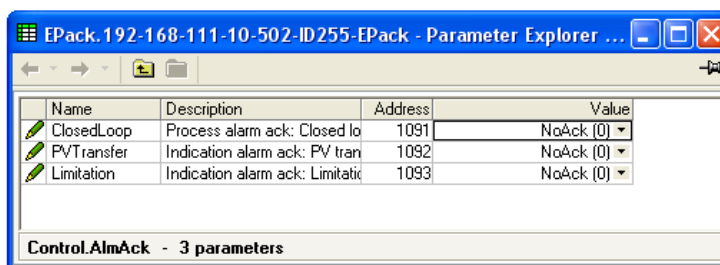 EPack.192-168-111-10-502-ID255-EPack - Parameter Explorer ...
Name Description Address Value
ClosedLoop Process alarm ack: Closed lo 1091 NoAck (0)
PVTransfer Indication alarm ack: PV tran 1092 NoAck (0)
Limitation Indication alarm ack: Limitatic 1093 NoAck (0)
Control.AlmAck - 3 parameters